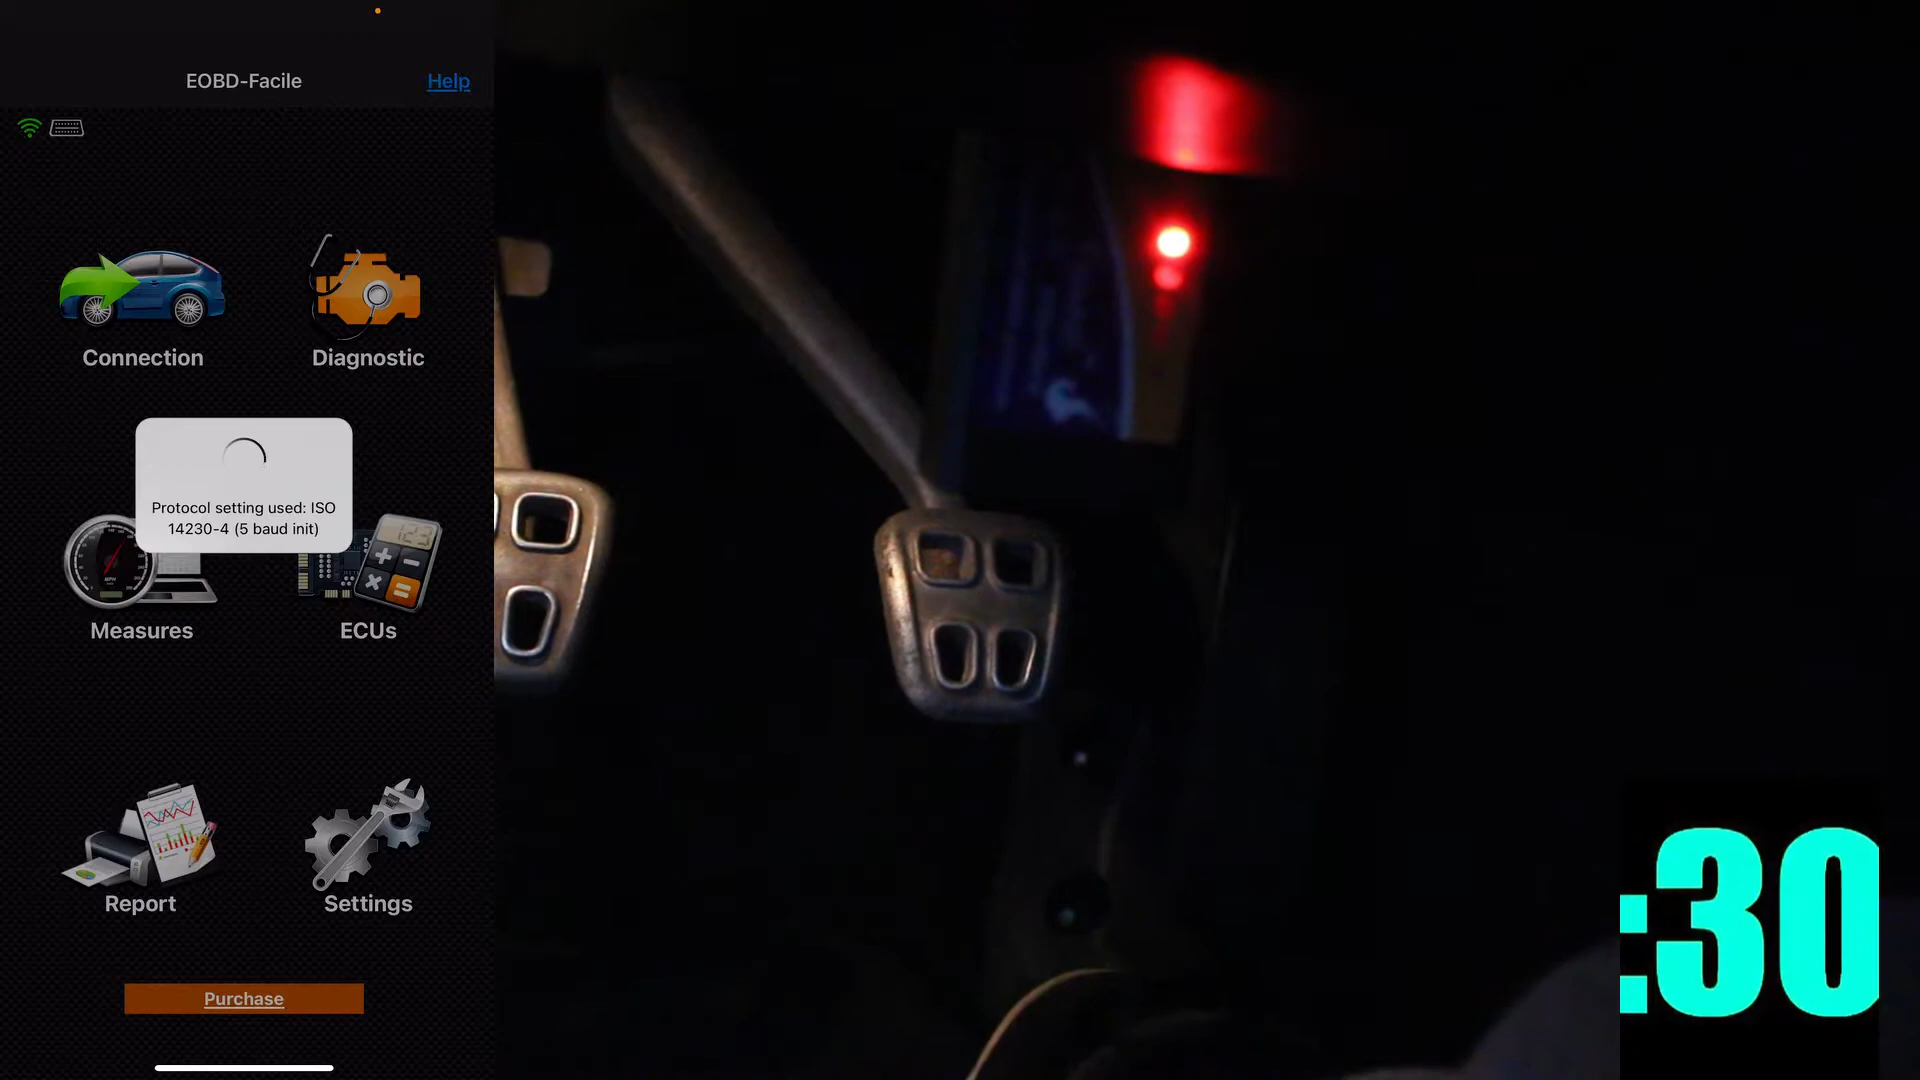 EOBD-Facile
Help
Connection
Diagnostic
Protocol setting used: ISO
14230-4 (5 baud init)
Measures
ECUs
Report
Settings
Purchase
:30